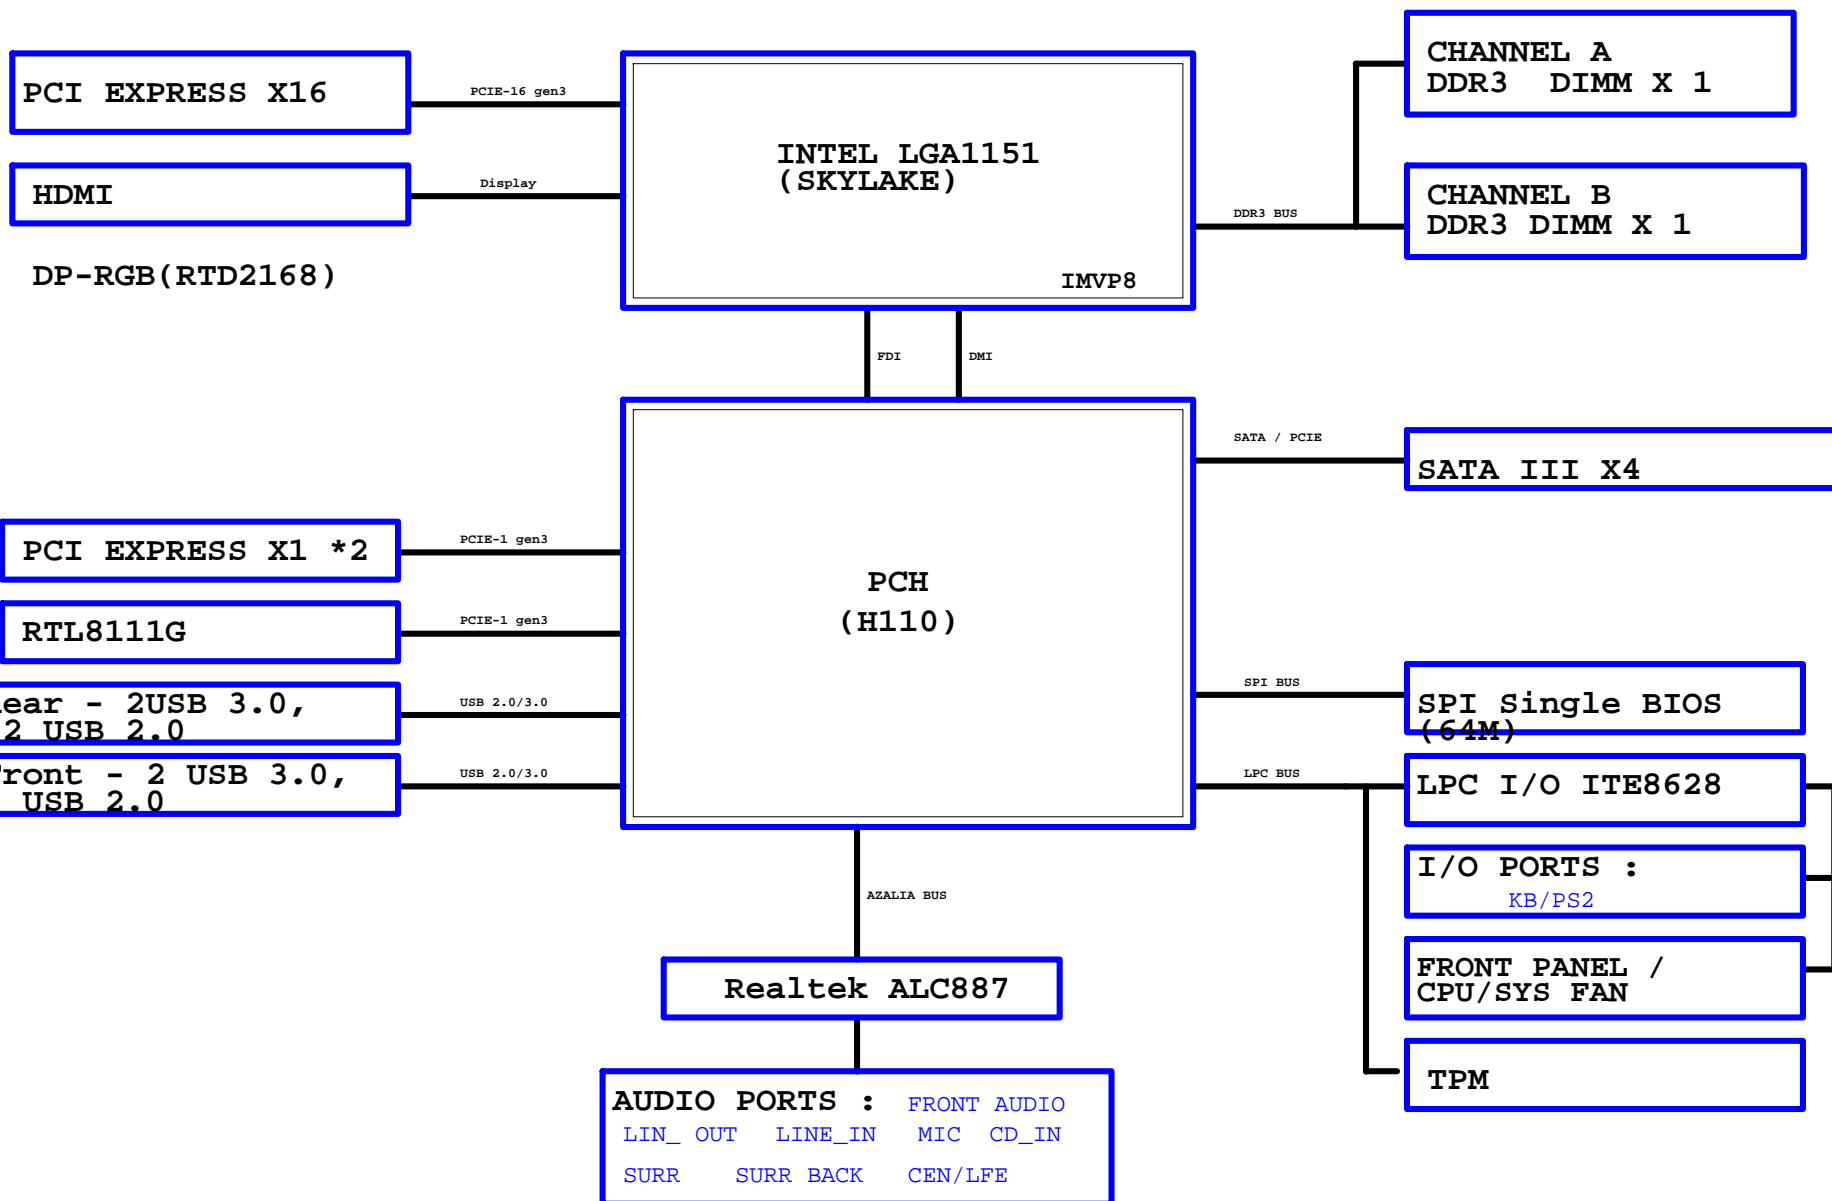 PCI EXPRESS X16
PCIE-16 gen3
HDMI
Display
DP-RGB(RTD2168)
INTEL LGA1151
(SKYLAKE)
IMVP8
DDR3 BUS
CHANNEL A
DDR3 DIMM X 1
CHANNEL B
DDR3 DIMM X 1
FDI
DMI
PCH
(H110)
SATA / PCIE
SATA III X4
PCI EXPRESS X1 *2
PCIE-1 gen3
RTL8111G
PCIE-1 gen3
ear - 2USB 3.0,
2 USB 2.0
USB 2.0/3.0
ront - 2 USB 3.0,
USB 2.0
USB 2.0/3.0
SPI BUS
SPI Single BIOS
(64M)
LPC BUS
LPC I/O ITE8628
I/O PORTS :
KB/PS2
FRONT PANEL /
CPU/SYS FAN
TPM
AZALIA BUS
Realtek ALC887
AUDIO PORTS : FRONT AUDIO
LIN_ OUT LINE_IN MIC CD_IN
SURR SURR BACK CEN/LFE